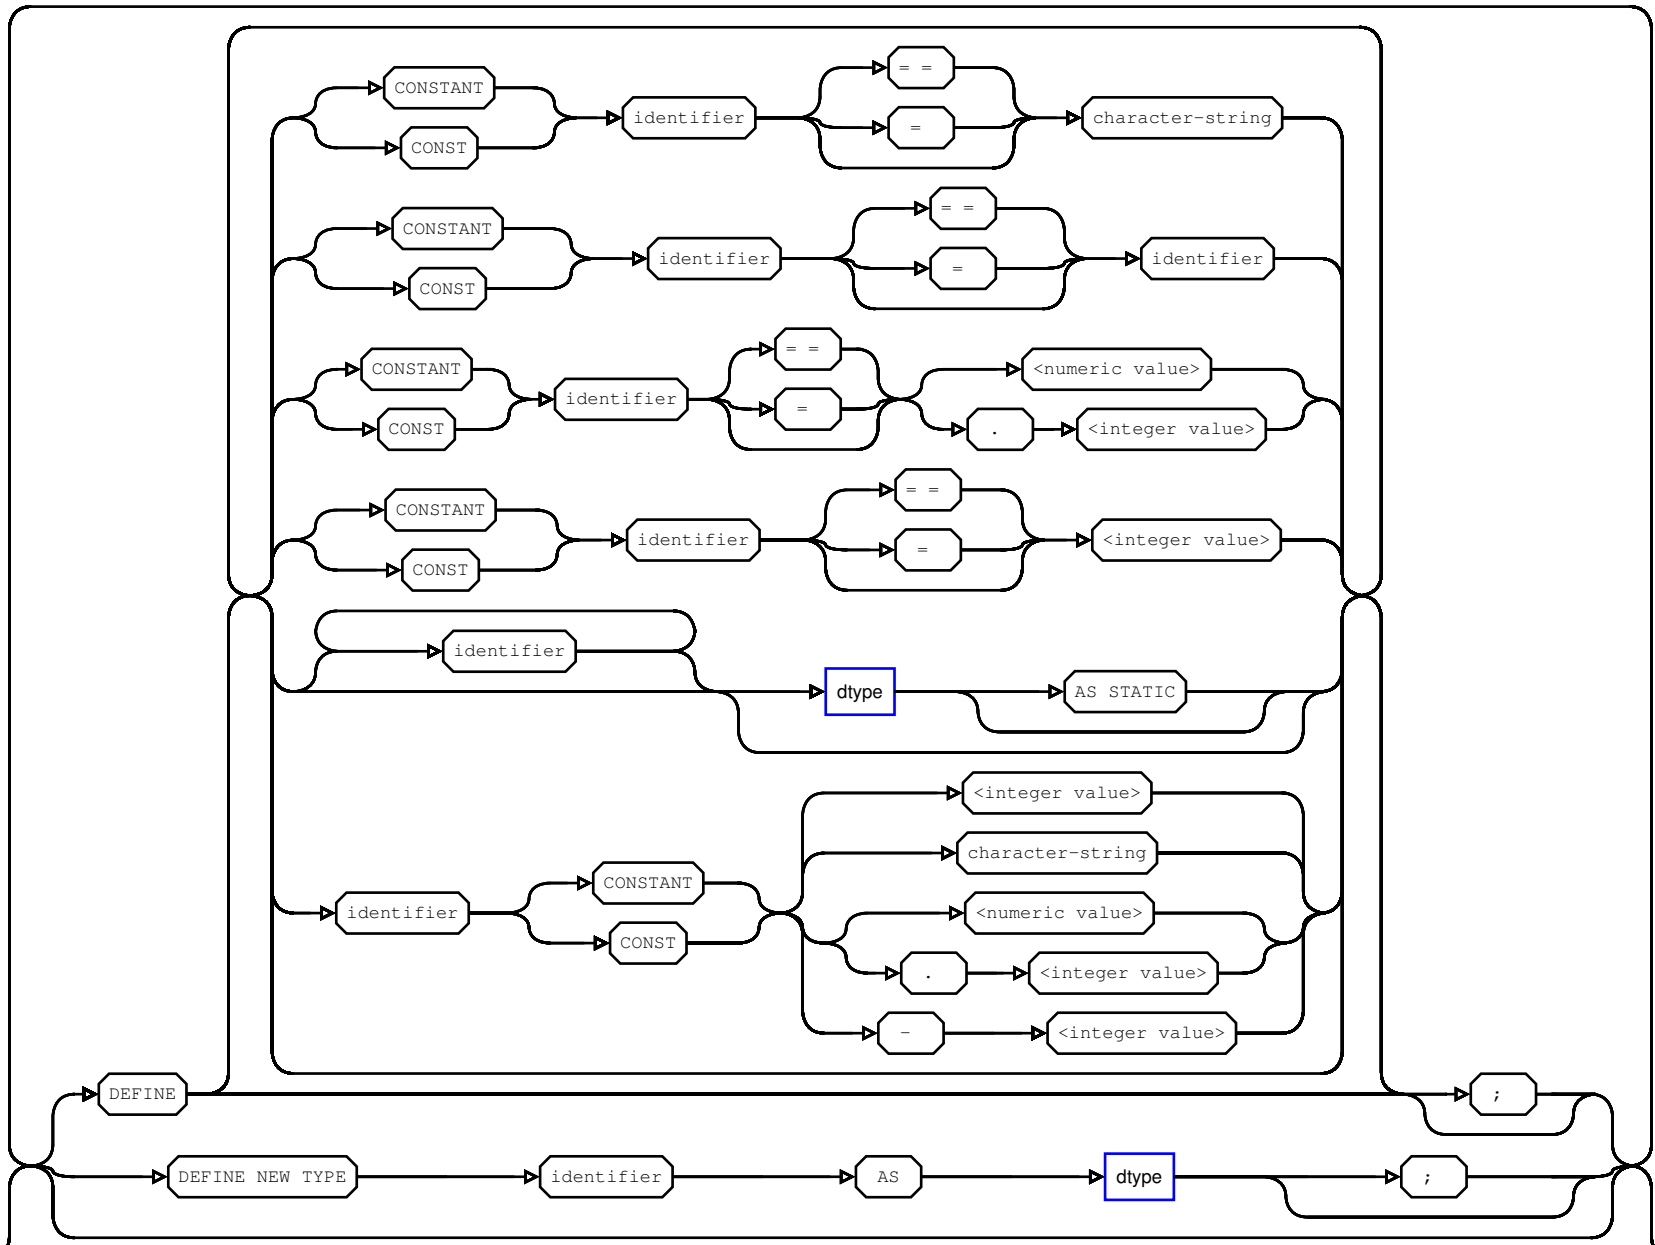 = =
CONSTANT
identifier = character-string
CONST
= =
CONSTANT
identifier = identifier
CONST
= =
CONSTANT <numeric value>
identifier =
CONST . <integer value>
= =
CONSTANT
identifier = <integer value>
CONST
identifier
dtype AS STATIC
<integer value>
character-string
CONSTANT
identifier <numeric value>
CONST
. <integer value>
- <integer value>
DEFINE ;
DEFINE NEW TYPE identifier AS dtype ;